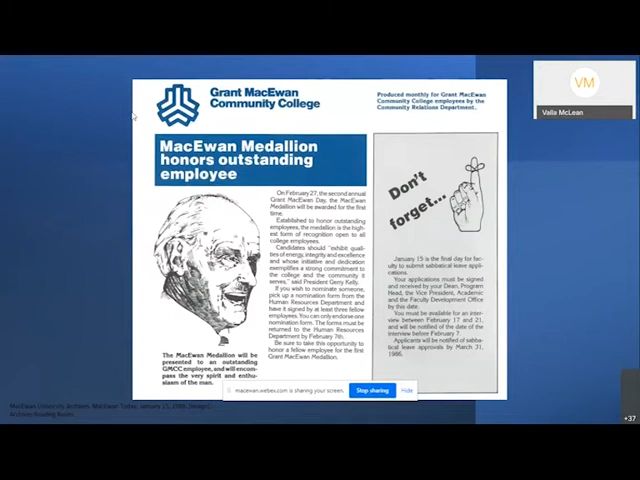 VM
Valla McLean
Grant MacEwan
Community College
Produced monthly for Grant MacEwan
Community College employees by the
Community Relations Department.
MacEwan Medallion
honors outstanding
employee
On February 27, the second annual
Grant MacEwan Day, the MacEwan
Medallion will be awarded for the first
time.
Established to honor outstanding
employees, the medallion is the high-
est form of recognition open to all
college employees.
Candidates should "exhibit quali-
ties of energy, integrity and excellence
and whose initiative and dedication
exemplifies a strong commitment to
the college and the community it
serves," said President Gerry Kelly.
If you wish to nominate someone,
pick up a nomination form from the
Human Resources Department and
have it signed by at least three fellow
employees. You can only endorse one
nomination form. The forms must be
returned to the Human Resources
Department by February 7th.
Be sure to take this opportunity to
honor a fellow employee for the first
Grant MacEwan Medallion.
The MacEwan Medallion will be
presented to an outstanding
GMCC employee, and will encom-
pass the very spirit and enthu-
siasm of the man.
Don't
forget...
January 15 is the final day for fac-
ulty to submit sabbatical leave appli-
cations.
Your applications must be signed
and received by your Dean, Program
Head, the Vice President, Academic
and the Faculty Development Office
by this date.
You must be available for an inter-
view between February 17 and 21,
and will be notified of the date of the
interview before February 7.
Applicants will be notified of sabba-
tical leave approvals by March 31,
1986.
macewan.webex.com is sharing your screen.
Stop sharing
Hide
MacEwan University Archives, MacEwan Today, January 15, 1986. [image].
Archives Reading Room.
+37